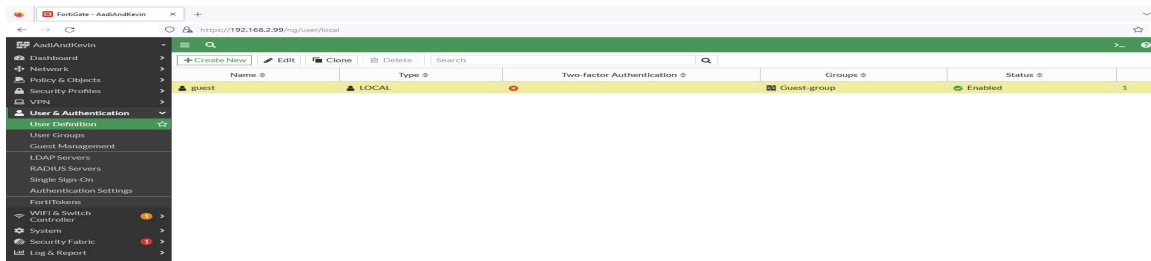 FortiGate - AadiAndKevin
https://192.168.2.99/ng/user/local
AadiAndKevin
Dashboard
Network
Policy & Objects
Security Profiles
VPN
User & Authentication
User Definition
User Groups
Guest Management
LDAP Servers
RADIUS Servers
Single Sign-On
Authentication Settings
FortiTokens
WiFi & Switch
Controller 1
System
Security Fabric 1
Log & Report
+Create New Edit Clone Delete Search
Name Type Two-factor Authentication Groups Status
guest LOCAL Guest-group Enabled 1